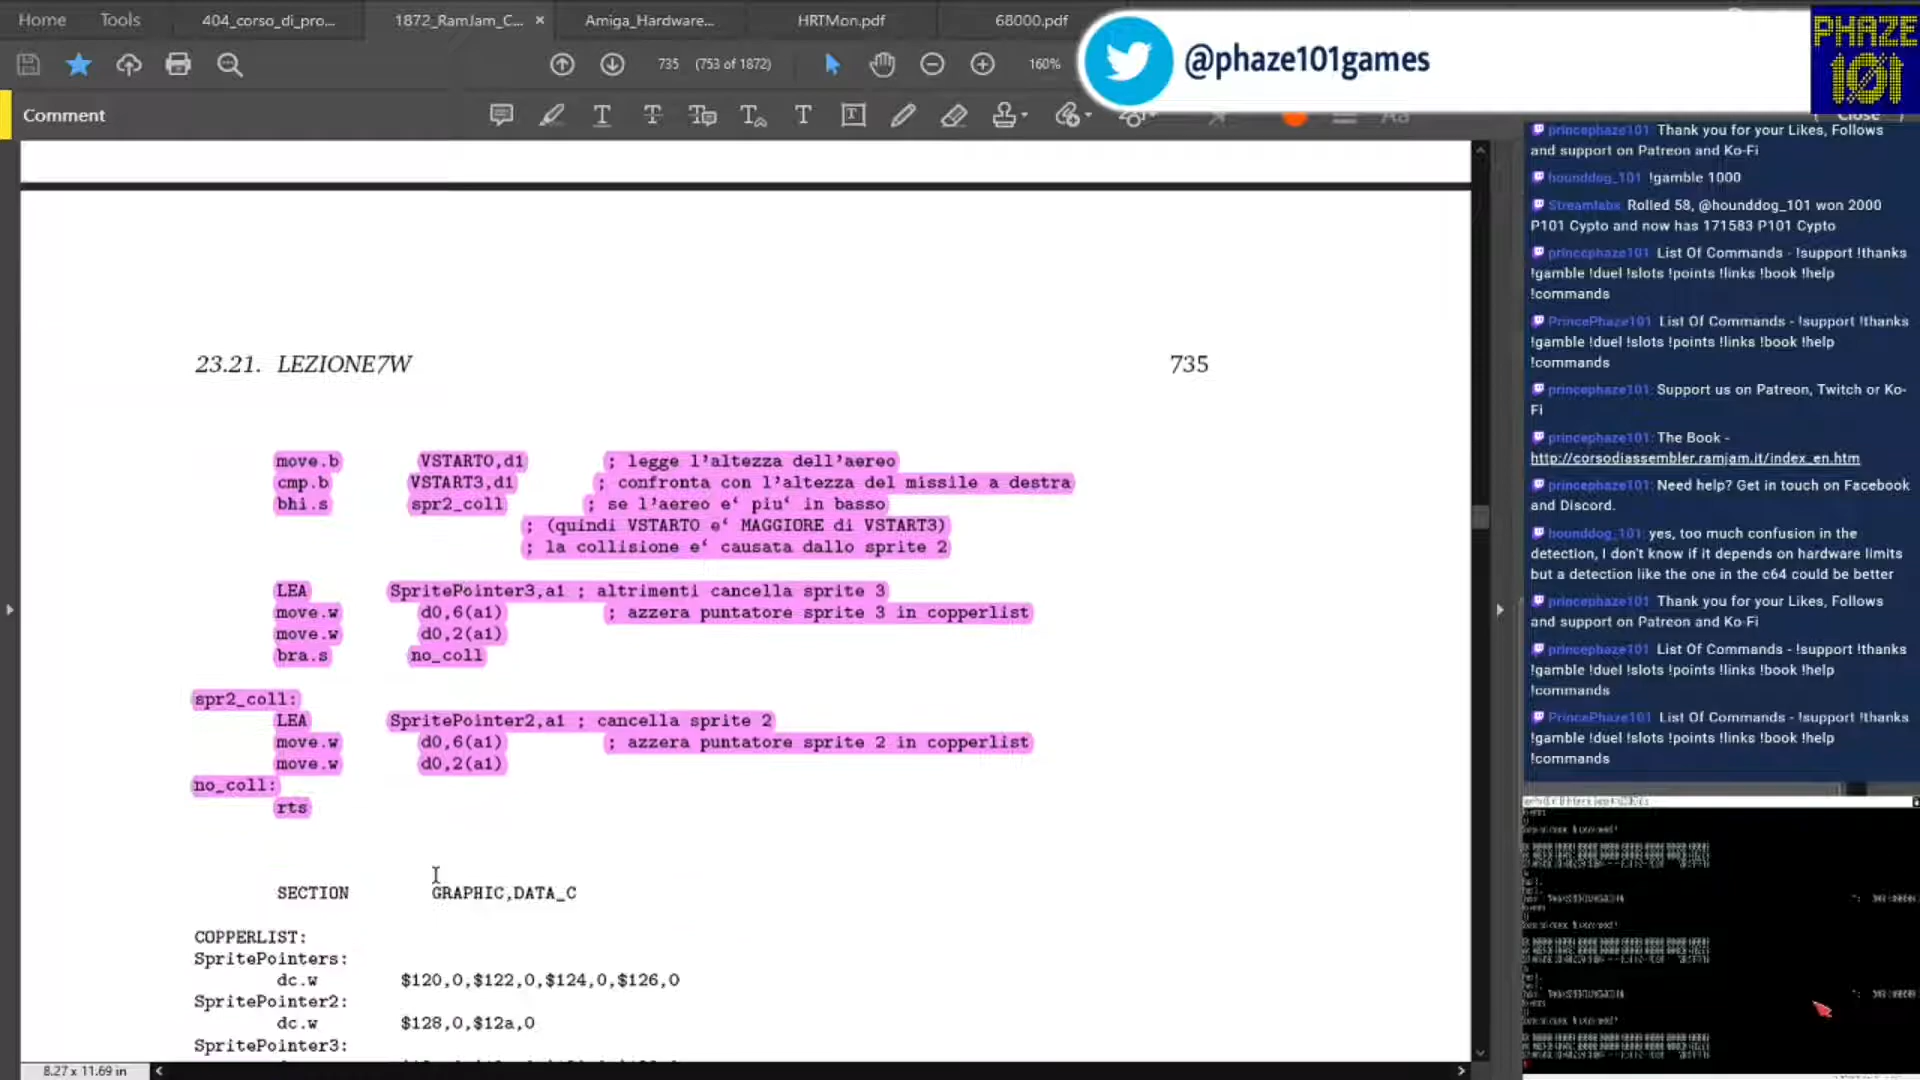 Home Tools 404_corso_di_pro... 1872_RamJam_C... × Amiga_Hardware... HRTMon.pdf 68000.pdf
@phaze101games
PHAZE
101
735 (753 of 1872) 160%
Comment
Close
23.21. LEZIONE7W 735
move.b VSTART0,d1 ; legge l'altezza dell'aereo
cmp.b VSTART3,d1 ; confronta con l'altezza del missile a destra
bhi.s spr2_coll ; se l'aereo e` piu` in basso
; (quindi VSTART0 e` MAGGIORE di VSTART3)
; la collisione e` causata dallo sprite 2
LEA SpritePointer3,a1 ; altrimenti cancella sprite 3
move.w d0,6(a1) ; azzera puntatore sprite 3 in copperlist
move.w d0,2(a1)
bra.s no_coll
spr2_coll:
LEA SpritePointer2,a1 ; cancella sprite 2
move.w d0,6(a1) ; azzera puntatore sprite 2 in copperlist
move.w d0,2(a1)
no_coll:
rts
SECTION GRAPHIC,DATA_C
COPPERLIST:
SpritePointers:
dc.w $120,0,$122,0,$124,0,$126,0
SpritePointer2:
dc.w $128,0,$12a,0
SpritePointer3:
8.27 x 11.69 in
princephaze101 Thank you for your Likes, Follows
and support on Patreon and Ko-Fi
hounddog_101 !gamble 1000
Streamlabs Rolled 58, @hounddog_101 won 2000
P101 Cypto and now has 171583 P101 Cypto
princephaze101 List Of Commands - !support !thanks
!gamble !duel !slots !points !links !book !help
!commands
PrincePhaze101 List Of Commands - !support !thanks
!gamble !duel !slots !points !links !book !help
!commands
princephaze101: Support us on Patreon, Twitch or Ko-
Fi
princephaze101: The Book -
http://corsodiassembler.ramjam.it/index_en.htm
princephaze101: Need help? Get in touch on Facebook
and Discord.
hounddog_101: yes, too much confusion in the
detection, I don't know if it depends on hardware limits
but a detection like the one in the c64 could be better
princephaze101 Thank you for your Likes, Follows
and support on Patreon and Ko-Fi
princephaze101 List Of Commands - !support !thanks
!gamble !duel !slots !points !links !book !help
!commands
PrincePhaze101 List Of Commands - !support !thanks
!gamble !duel !slots !points !links !book !help
!commands